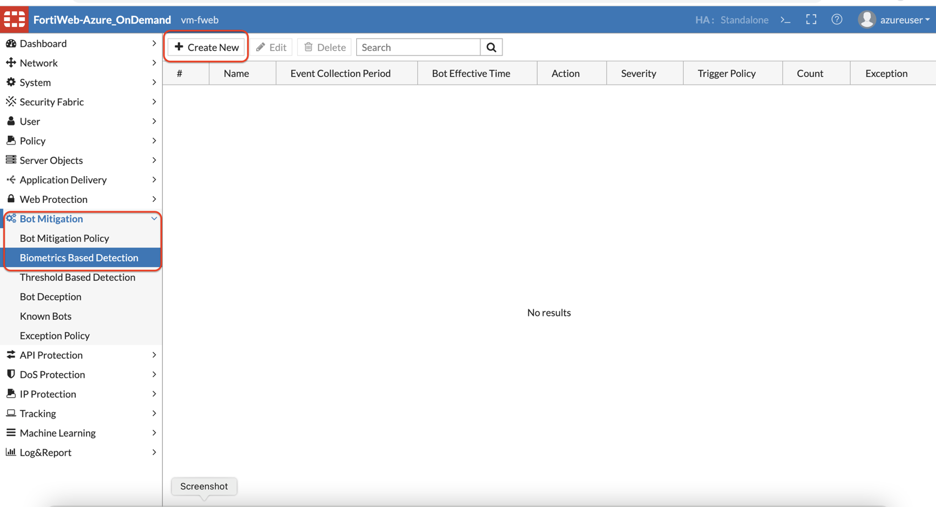 FortiWeb-Azure_OnDemand vm-fweb HA : Standalone >_ azureuser
Dashboard
Network
System
Security Fabric
User
Policy
Server Objects
Application Delivery
Web Protection
Bot Mitigation
Bot Mitigation Policy
Biometrics Based Detection
Threshold Based Detection
Bot Deception
Known Bots
Exception Policy
API Protection
DoS Protection
IP Protection
Tracking
Machine Learning
Log&Report
+ Create New Edit Delete Search
# Name Event Collection Period Bot Effective Time Action Severity Trigger Policy Count Exception
No results
Screenshot